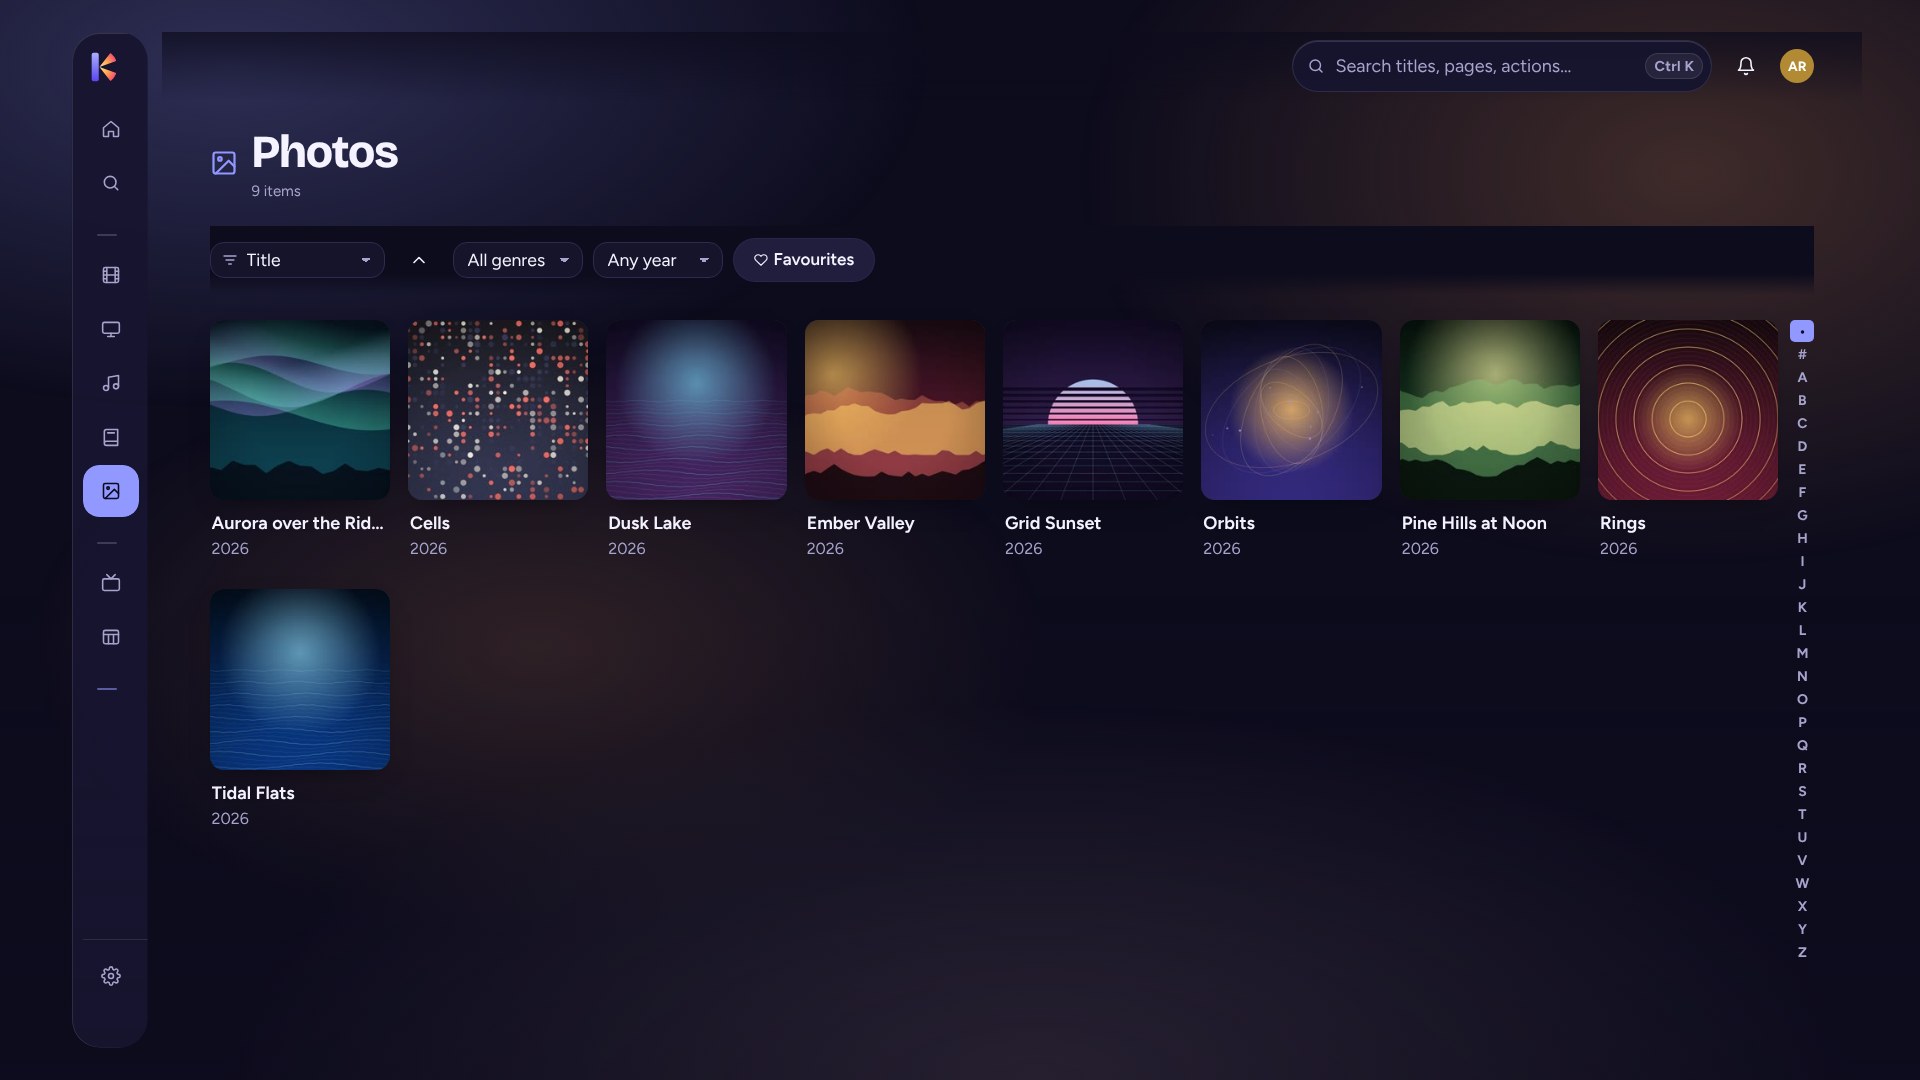 Search titles, pages, actions...
Ctrl K
AR
Photos
9 items
Title
All genres
Any year
Favourites
Aurora over the Rid...
2026
Cells
2026
Dusk Lake
2026
Ember Valley
2026
Grid Sunset
2026
Orbits
2026
Pine Hills at Noon
2026
Rings
2026
Tidal Flats
2026
#
A
B
C
D
E
F
G
H
I
J
K
L
M
N
O
P
Q
R
S
T
U
V
W
X
Y
Z